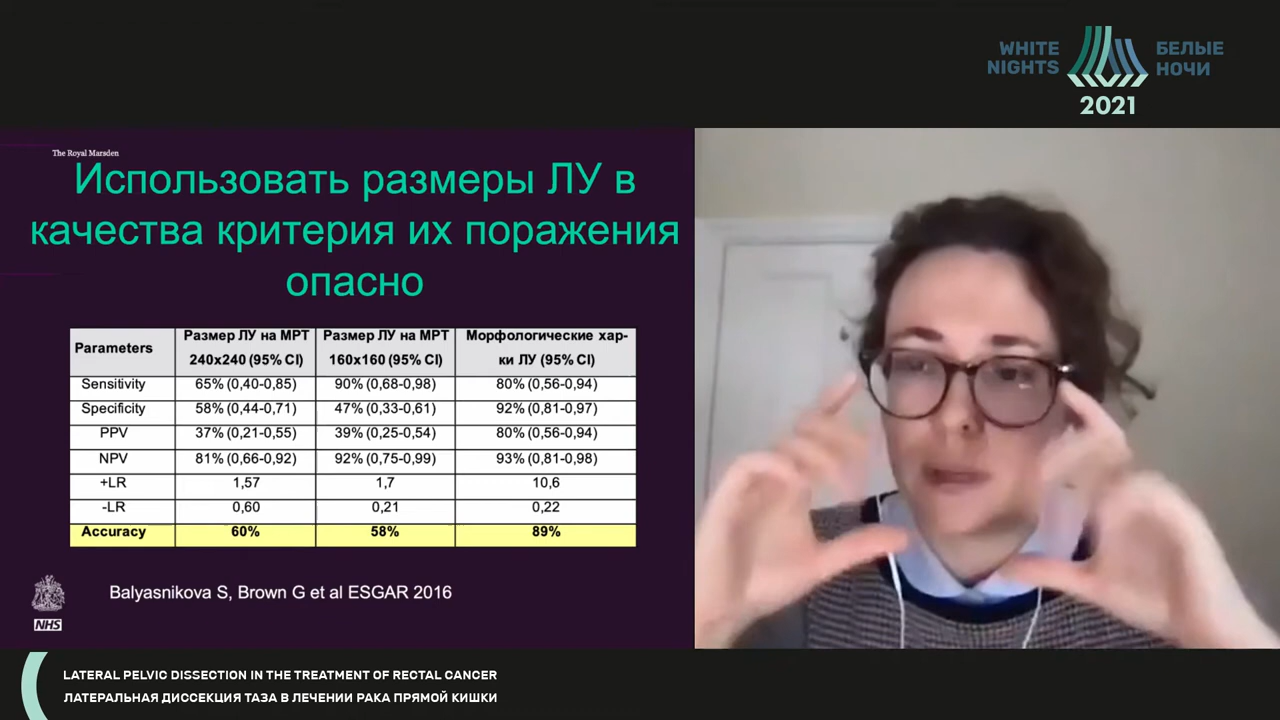 WHITE NIGHTS
БЕЛЫЕ НОЧИ
2021
The Royal Marsden
Использовать размеры ЛУ в
качества критерия их поражения
опасно
Parameters | Размер ЛУ на МРТ 240x240 (95% CI) | Размер ЛУ на МРТ 160x160 (95% CI) | Морфологические хар-ки ЛУ (95% CI)
Sensitivity | 65% (0,40-0,85) | 90% (0,68-0,98) | 80% (0,56-0,94)
Specificity | 58% (0,44-0,71) | 47% (0,33-0,61) | 92% (0,81-0,97)
PPV | 37% (0,21-0,55) | 39% (0,25-0,54) | 80% (0,56-0,94)
NPV | 81% (0,66-0,92) | 92% (0,75-0,99) | 93% (0,81-0,98)
+LR | 1,57 | 1,7 | 10,6
-LR | 0,60 | 0,21 | 0,22
Accuracy | 60% | 58% | 89%
Balyasnikova S, Brown G et al ESGAR 2016
NHS
LATERAL PELVIC DISSECTION IN THE TREATMENT OF RECTAL CANCER
ЛАТЕРАЛЬНАЯ ДИССЕКЦИЯ ТАЗА В ЛЕЧЕНИИ РАКА ПРЯМОЙ КИШКИ